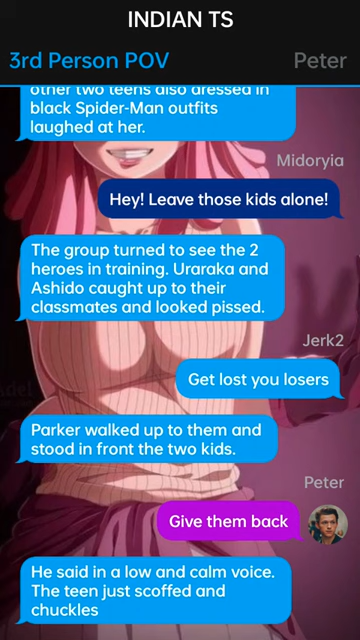 INDIAN TS
3rd Person POV
Peter
other two teens also dressed in
black Spider-Man outfits
laughed at her.
Midoryia
Hey! Leave those kids alone!
The group turned to see the 2
heroes in training. Uraraka and
Ashido caught up to their
classmates and looked pissed.
Jerk2
Get lost you losers
Parker walked up to them and
stood in front the two kids.
Peter
Give them back
He said in a low and calm voice.
The teen just scoffed and
chuckles